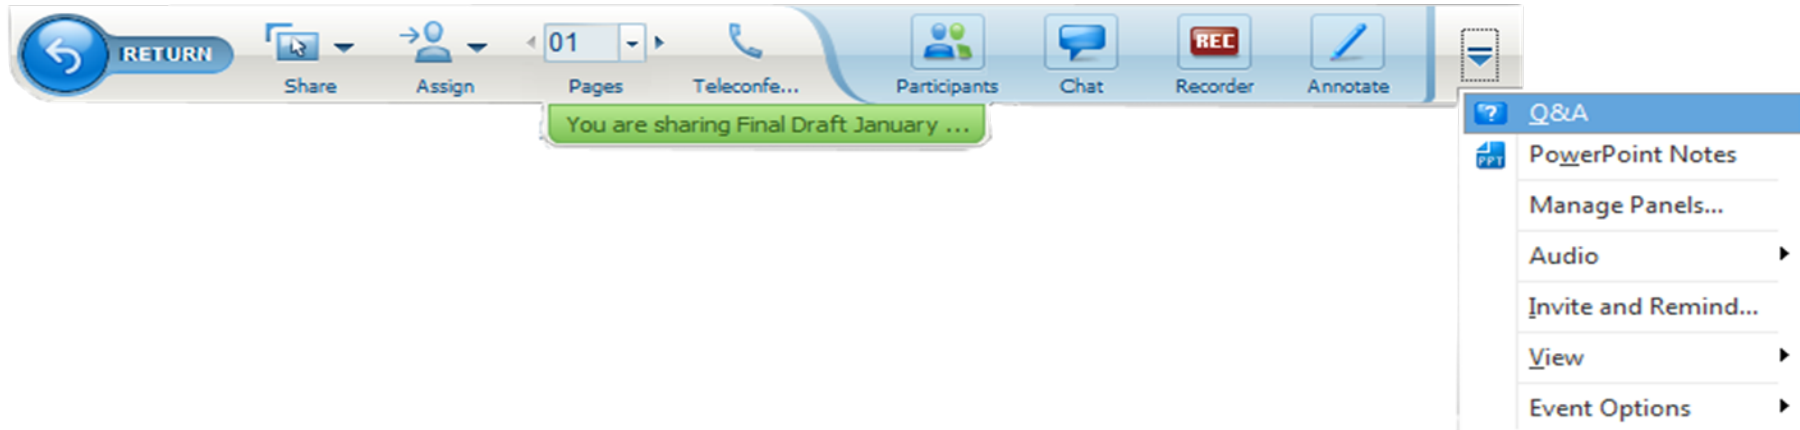 RETURN
Share
Assign
01
Pages
Teleconfe...
Participants
Chat
REC
Recorder
Annotate
You are sharing Final Draft January ...
? Q&A
PPT PowerPoint Notes
Manage Panels...
Audio
Invite and Remind...
View
Event Options